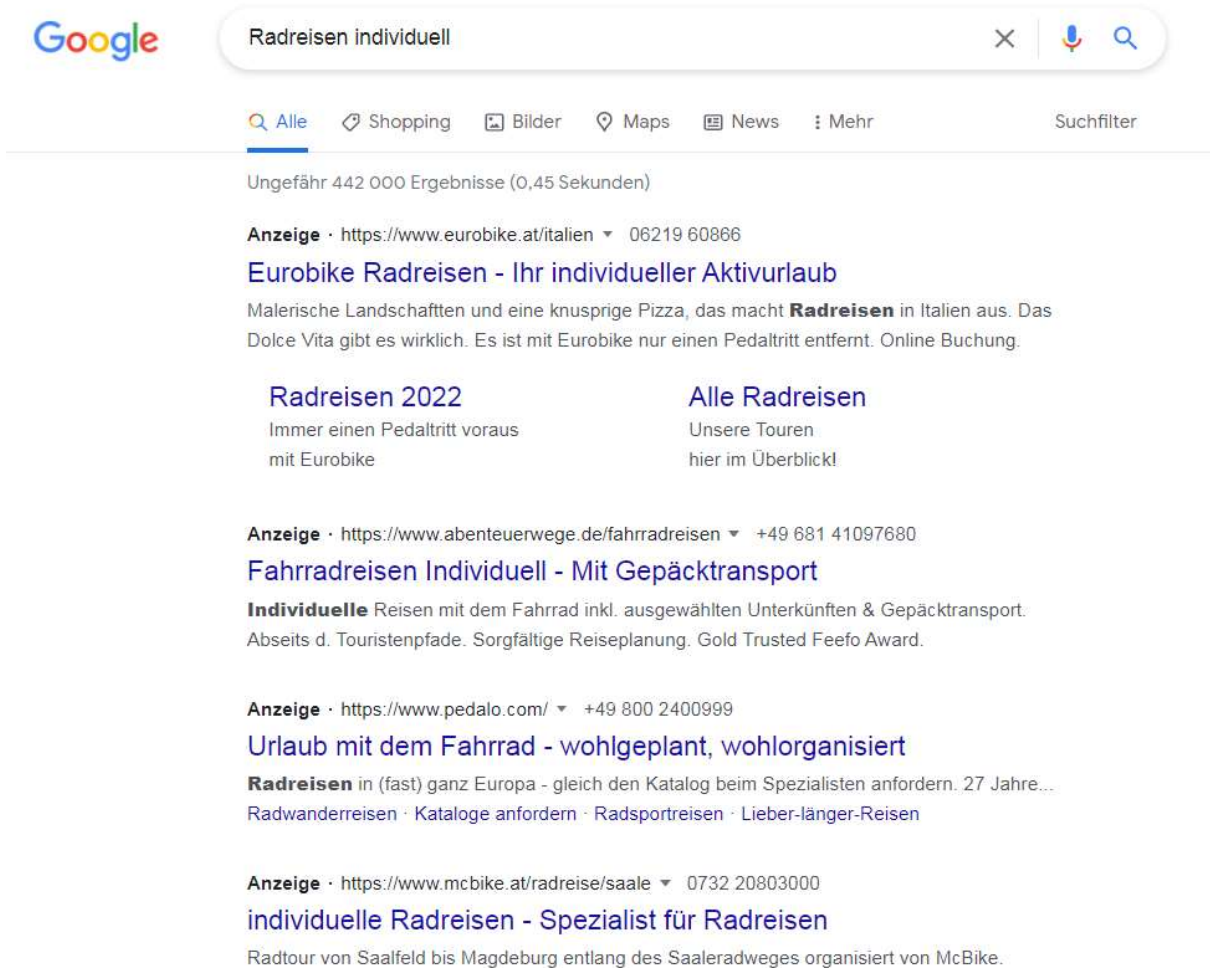 Google
Radreisen individuell
Alle Shopping Bilder Maps News Mehr Suchfilter
Ungefähr 442 000 Ergebnisse (0,45 Sekunden)
Anzeige · https://www.eurobike.at/italien 06219 60866
Eurobike Radreisen - Ihr individueller Aktivurlaub
Malerische Landschaftten und eine knusprige Pizza, das macht Radreisen in Italien aus. Das
Dolce Vita gibt es wirklich. Es ist mit Eurobike nur einen Pedaltritt entfernt. Online Buchung.
Radreisen 2022
Immer einen Pedaltritt voraus
mit Eurobike
Alle Radreisen
Unsere Touren
hier im Überblick!
Anzeige · https://www.abenteuerwege.de/fahrradreisen +49 681 41097680
Fahrradreisen Individuell - Mit Gepäcktransport
Individuelle Reisen mit dem Fahrrad inkl. ausgewählten Unterkünften & Gepäcktransport.
Abseits d. Touristenpfade. Sorgfältige Reiseplanung. Gold Trusted Feefo Award.
Anzeige · https://www.pedalo.com/ +49 800 2400999
Urlaub mit dem Fahrrad - wohlgeplant, wohlorganisiert
Radreisen in (fast) ganz Europa - gleich den Katalog beim Spezialisten anfordern. 27 Jahre...
Radwanderreisen · Kataloge anfordern · Radsportreisen · Lieber-länger-Reisen
Anzeige · https://www.mcbike.at/radreise/saale 0732 20803000
individuelle Radreisen - Spezialist für Radreisen
Radtour von Saalfeld bis Magdeburg entlang des Saaleradweges organisiert von McBike.